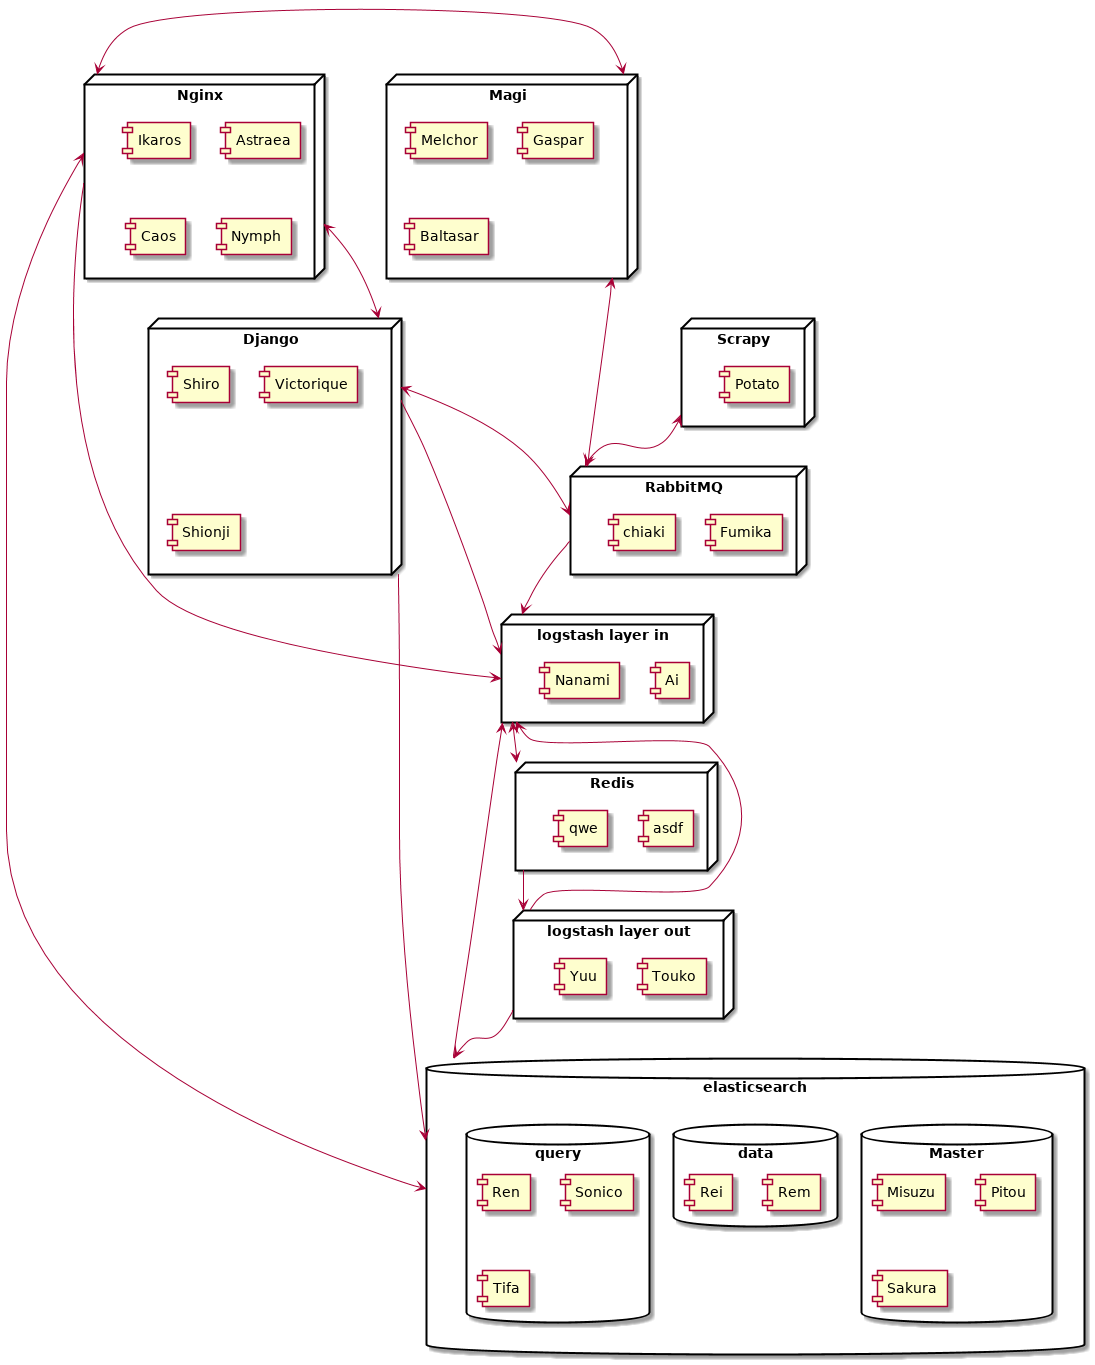 Nginx
Ikaros
Astraea
Caos
Nymph
Magi
Melchor
Gaspar
Baltasar
Django
Shiro
Victorique
Shionji
Scrapy
Potato
RabbitMQ
chiaki
Fumika
logstash layer in
Nanami
Ai
Redis
qwe
asdf
logstash layer out
Yuu
Touko
elasticsearch
query
Ren
Sonico
Tifa
data
Rei
Rem
Master
Misuzu
Pitou
Sakura